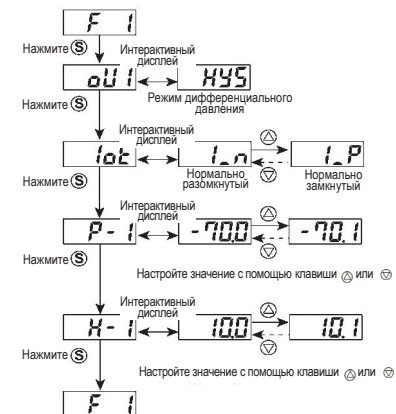 F 1
Нажмите Ⓢ
Интерактивный
дисплей
oU 1
HYS
Режим дифференциального
давления
Нажмите Ⓢ
Интерактивный
дисплей
1ot
1_n
1_P
Нормально
разомкнутый
Нормально
замкнутый
Нажмите Ⓢ
Интерактивный
дисплей
P- 1
-70.0
-70.1
Нажмите Ⓢ
Настройте значение с помощью клавиши или
Интерактивный
дисплей
H- 1
10.0
10.1
Нажмите Ⓢ
Настройте значение с помощью клавиши или
F 1